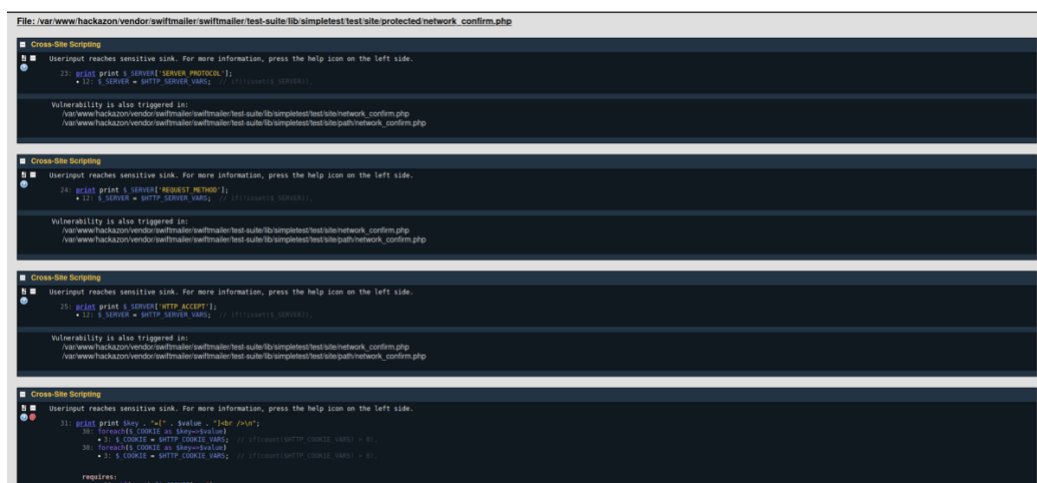 File: /var/www/hackazon/vendor/swiftmailer/swiftmailer/test-suite/lib/simpletest/test/site/protected/network_confirm.php
Cross-Site Scripting
Userinput reaches sensitive sink. For more information, press the help icon on the left side.
23: print print $_SERVER['SERVER_PROTOCOL'];
• 12: $_SERVER = $HTTP_SERVER_VARS; // if(!isset($_SERVER)),
Vulnerability is also triggered in:
/var/www/hackazon/vendor/swiftmailer/swiftmailer/test-suite/lib/simpletest/test/site/network_confirm.php
/var/www/hackazon/vendor/swiftmailer/swiftmailer/test-suite/lib/simpletest/test/site/path/network_confirm.php
Cross-Site Scripting
Userinput reaches sensitive sink. For more information, press the help icon on the left side.
24: print print $_SERVER['REQUEST_METHOD'];
• 12: $_SERVER = $HTTP_SERVER_VARS; // if(!isset($_SERVER)),
Vulnerability is also triggered in:
/var/www/hackazon/vendor/swiftmailer/swiftmailer/test-suite/lib/simpletest/test/site/network_confirm.php
/var/www/hackazon/vendor/swiftmailer/swiftmailer/test-suite/lib/simpletest/test/site/path/network_confirm.php
Cross-Site Scripting
Userinput reaches sensitive sink. For more information, press the help icon on the left side.
25: print print $_SERVER['HTTP_ACCEPT'];
• 12: $_SERVER = $HTTP_SERVER_VARS; // if(!isset($_SERVER)),
Vulnerability is also triggered in:
/var/www/hackazon/vendor/swiftmailer/swiftmailer/test-suite/lib/simpletest/test/site/network_confirm.php
/var/www/hackazon/vendor/swiftmailer/swiftmailer/test-suite/lib/simpletest/test/site/path/network_confirm.php
Cross-Site Scripting
Userinput reaches sensitive sink. For more information, press the help icon on the left side.
31: print print $key . "=[" . $value . "]<br />\n";
30: foreach($_COOKIE as $key=>$value)
• 3: $_COOKIE = $HTTP_COOKIE_VARS; // if(count($HTTP_COOKIE_VARS) > 0),
30: foreach($_COOKIE as $key=>$value)
• 3: $_COOKIE = $HTTP_COOKIE_VARS; // if(count($HTTP_COOKIE_VARS) > 0),
requires: